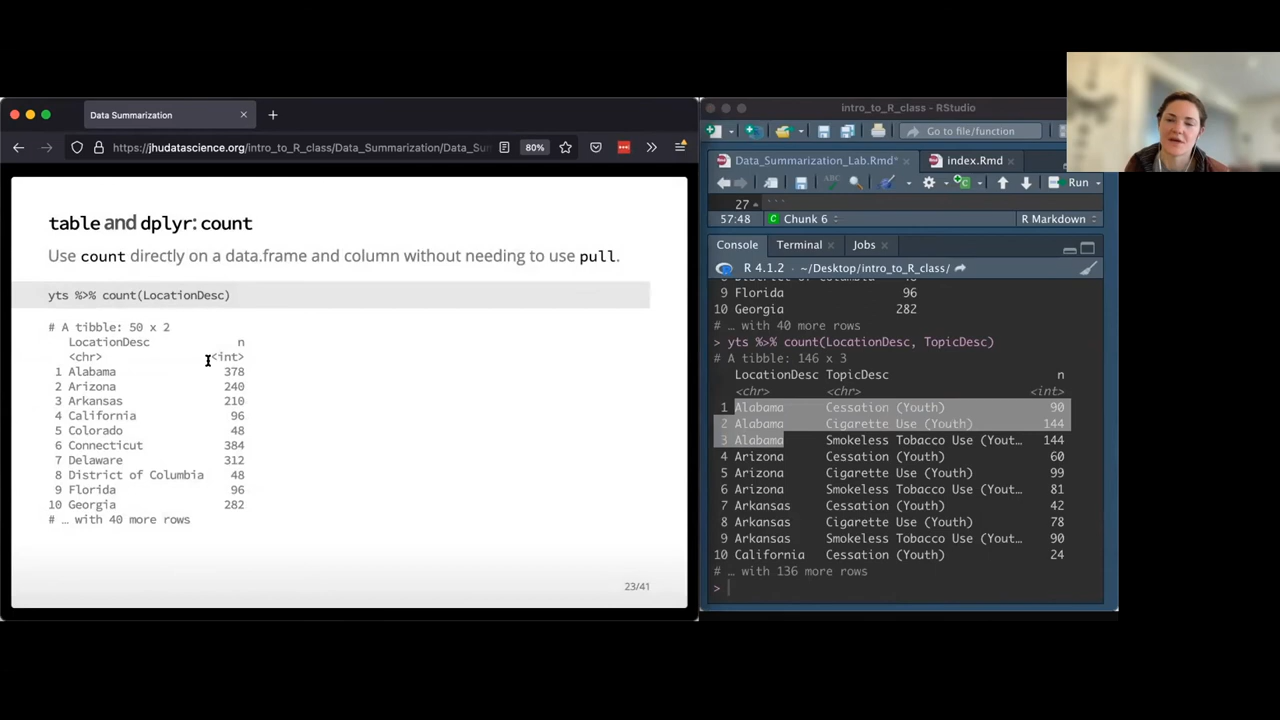 Data Summarization
https://jhudatascience.org/intro_to_R_class/Data_Summarization/Data_Su
80%
table and dplyr: count
Use count directly on a data.frame and column without needing to use pull.
yts %>% count(LocationDesc)
# A tibble: 50 x 2
LocationDesc n
<chr> <int>
1 Alabama 378
2 Arizona 240
3 Arkansas 210
4 California 96
5 Colorado 48
6 Connecticut 384
7 Delaware 312
8 District of Columbia 48
9 Florida 96
10 Georgia 282
# … with 40 more rows
23/41
intro_to_R_class - RStudio
Go to file/function
Data_Summarization_Lab.Rmd*
index.Rmd
ABC
Run
27 ```
57:48
C Chunk 6
R Markdown
Console Terminal Jobs
R 4.1.2 · ~/Desktop/intro_to_R_class/
9 Florida 96
10 Georgia 282
# … with 40 more rows
> yts %>% count(LocationDesc, TopicDesc)
# A tibble: 146 x 3
LocationDesc TopicDesc n
<chr> <chr> <int>
1 Alabama Cessation (Youth) 90
2 Alabama Cigarette Use (Youth) 144
3 Alabama Smokeless Tobacco Use (Yout… 144
4 Arizona Cessation (Youth) 60
5 Arizona Cigarette Use (Youth) 99
6 Arizona Smokeless Tobacco Use (Yout… 81
7 Arkansas Cessation (Youth) 42
8 Arkansas Cigarette Use (Youth) 78
9 Arkansas Smokeless Tobacco Use (Yout… 90
10 California Cessation (Youth) 24
# … with 136 more rows
>